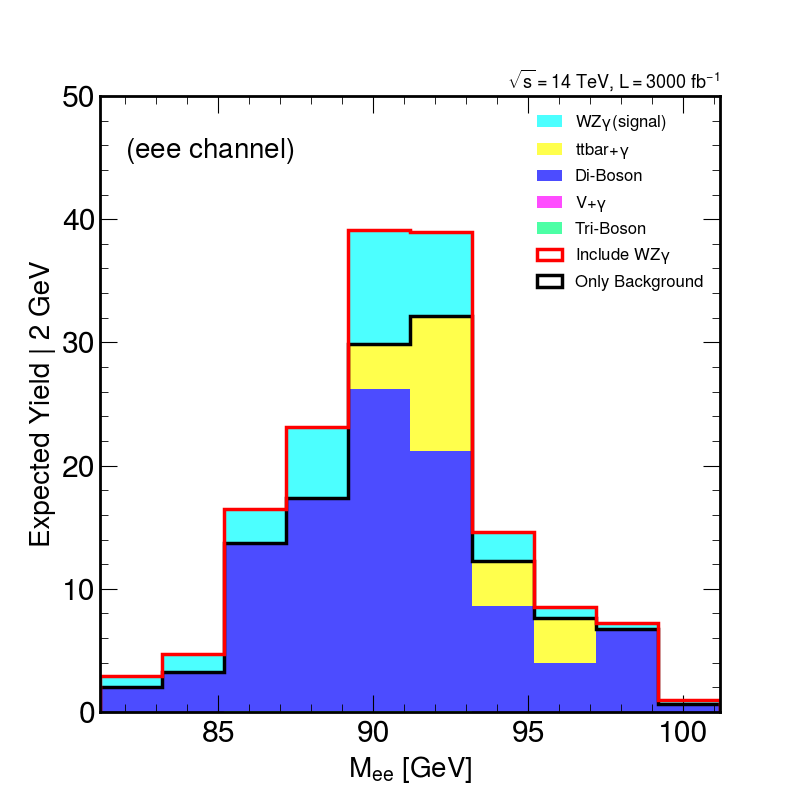 √s = 14 TeV, L = 3000 fb⁻¹
50
(eee channel)
WZγ(signal)
ttbar+γ
Di-Boson
V+γ
Tri-Boson
Include WZγ
Only Background
40
30
20
10
0
Expected Yield | 2 GeV
85 90 95 100
Mₑₑ [GeV]